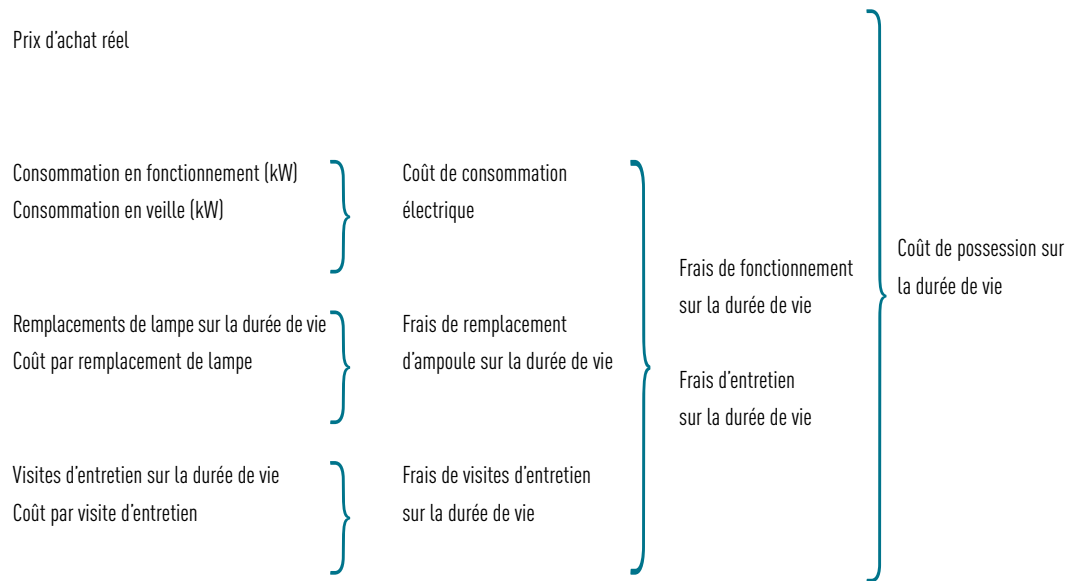 Prix d'achat réel
Consommation en fonctionnement (kW)
Consommation en veille (kW)
Coût de consommation
électrique
Remplacements de lampe sur la durée de vie
Coût par remplacement de lampe
Frais de remplacement
d'ampoule sur la durée de vie
Visites d'entretien sur la durée de vie
Coût par visite d'entretien
Frais de visites d'entretien
sur la durée de vie
Frais de fonctionnement
sur la durée de vie
Frais d'entretien
sur la durée de vie
Coût de possession sur
la durée de vie